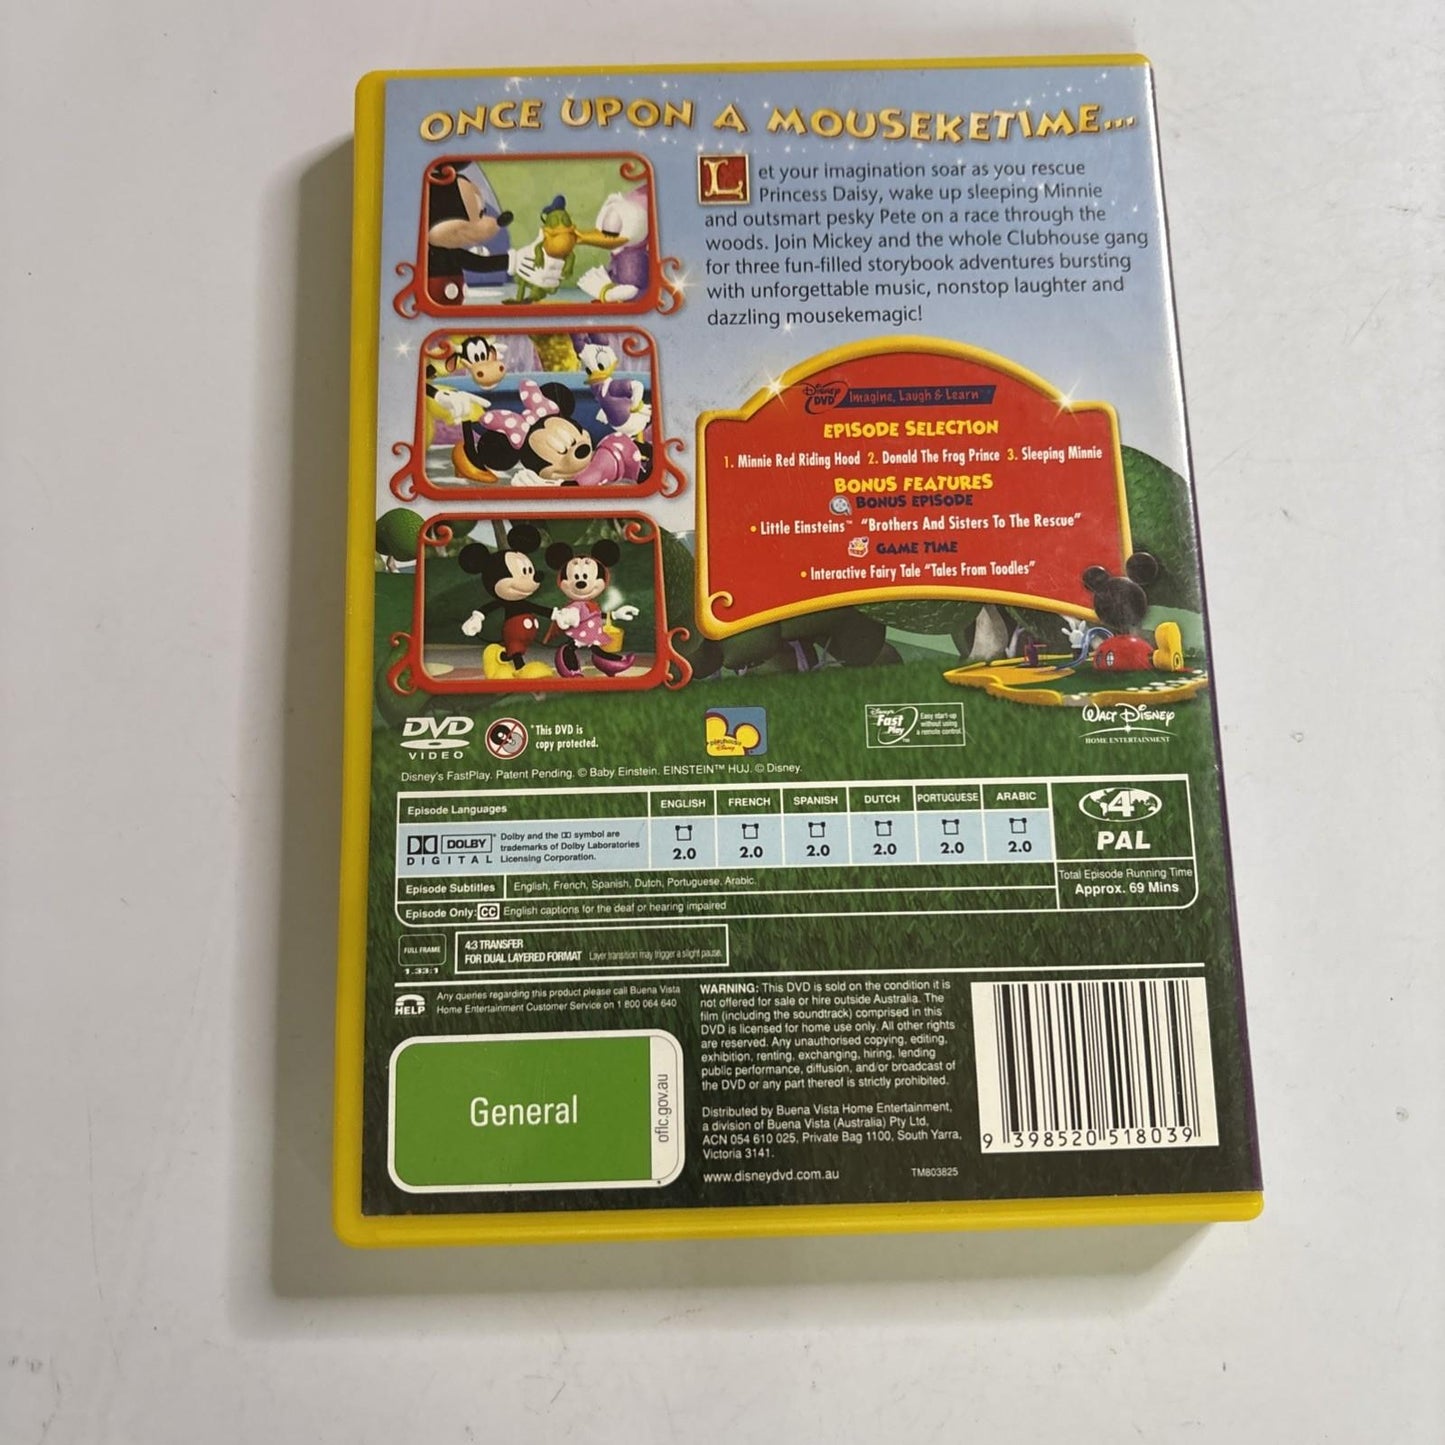 ONCE UPON A MOUSEKETIME...
Let your imagination soar as you rescue
Princess Daisy, wake up sleeping Minnie
and outsmart pesky Pete on a race through the
woods. Join Mickey and the whole Clubhouse gang
for three fun-filled storybook adventures bursting
with unforgettable music, nonstop laughter and
dazzling mousekemagic!
Disney DVD Imagine, Laugh & Learn
EPISODE SELECTION
1. Minnie Red Riding Hood 2. Donald The Frog Prince 3. Sleeping Minnie
BONUS FEATURES
BONUS EPISODE
• Little Einsteins™ "Brothers And Sisters To The Rescue"
GAME TIME
• Interactive Fairy Tale "Tales From Toodles"
DVD VIDEO
*This DVD is
copy protected.
Playhouse Disney
Disney's Fast Play™
Easy start-up
without using
a remote control.
WALT DISNEY
HOME ENTERTAINMENT
Disney's FastPlay. Patent Pending. © Baby Einstein. EINSTEIN™ HUJ. © Disney.
Episode Languages ENGLISH FRENCH SPANISH DUTCH PORTUGUESE ARABIC
DOLBY DIGITAL
Dolby and the DD symbol are
trademarks of Dolby Laboratories
Licensing Corporation.
2.0 2.0 2.0 2.0 2.0 2.0
4
PAL
Total Episode Running Time
Approx. 69 Mins
Episode Subtitles English, French, Spanish, Dutch, Portuguese, Arabic.
Episode Only: CC English captions for the deaf or hearing impaired
FULL FRAME
1.33:1
4:3 TRANSFER
FOR DUAL LAYERED FORMAT Layer transition may trigger a slight pause.
HELP
Any queries regarding this product please call Buena Vista
Home Entertainment Customer Service on 1 800 064 640
General
oflc.gov.au
WARNING: This DVD is sold on the condition it is
not offered for sale or hire outside Australia. The
film (including the soundtrack) comprised in this
DVD is licensed for home use only. All other rights
are reserved. Any unauthorised copying, editing,
exhibition, renting, exchanging, hiring, lending
public performance, diffusion, and/or broadcast of
the DVD or any part thereof is strictly prohibited.
Distributed by Buena Vista Home Entertainment,
a division of Buena Vista (Australia) Pty Ltd,
ACN 054 610 025, Private Bag 1100, South Yarra,
Victoria 3141.
www.disneydvd.com.au
TM803825
9 398520 518039